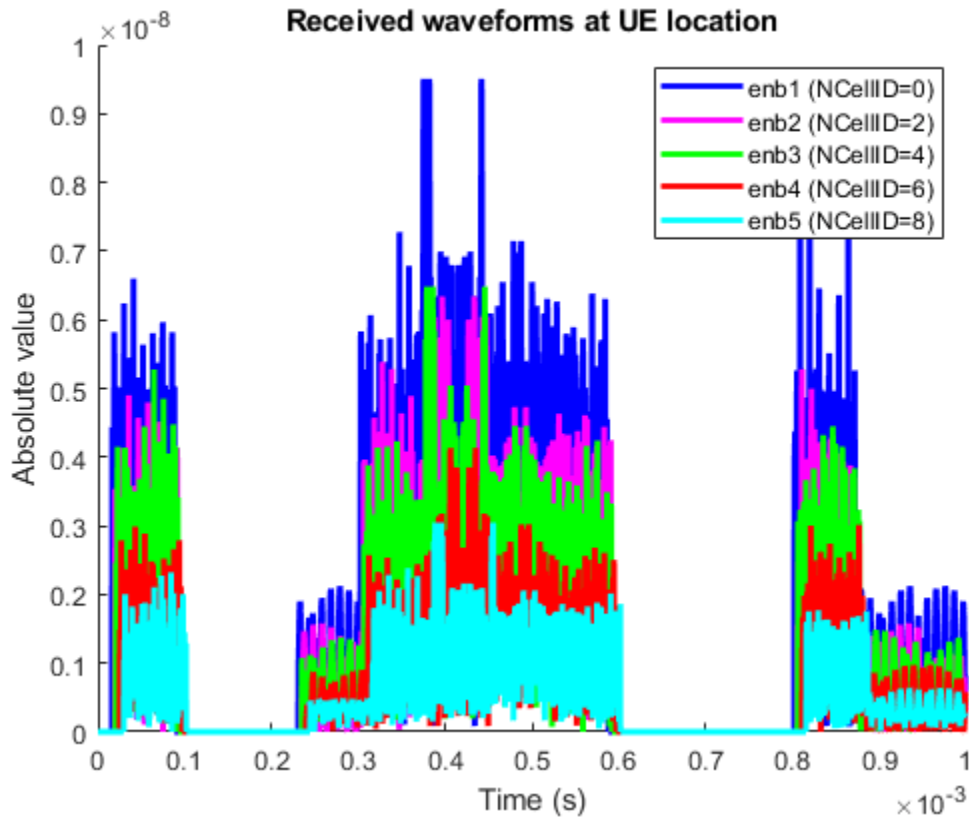 Received waveforms at UE location
×10⁻⁸
1
0.9
0.8
0.7
0.6
0.5
0.4
0.3
0.2
0.1
0
Absolute value
enb1 (NCellID=0)
enb2 (NCellID=2)
enb3 (NCellID=4)
enb4 (NCellID=6)
enb5 (NCellID=8)
0 0.1 0.2 0.3 0.4 0.5 0.6 0.7 0.8 0.9 1
Time (s)
×10⁻³